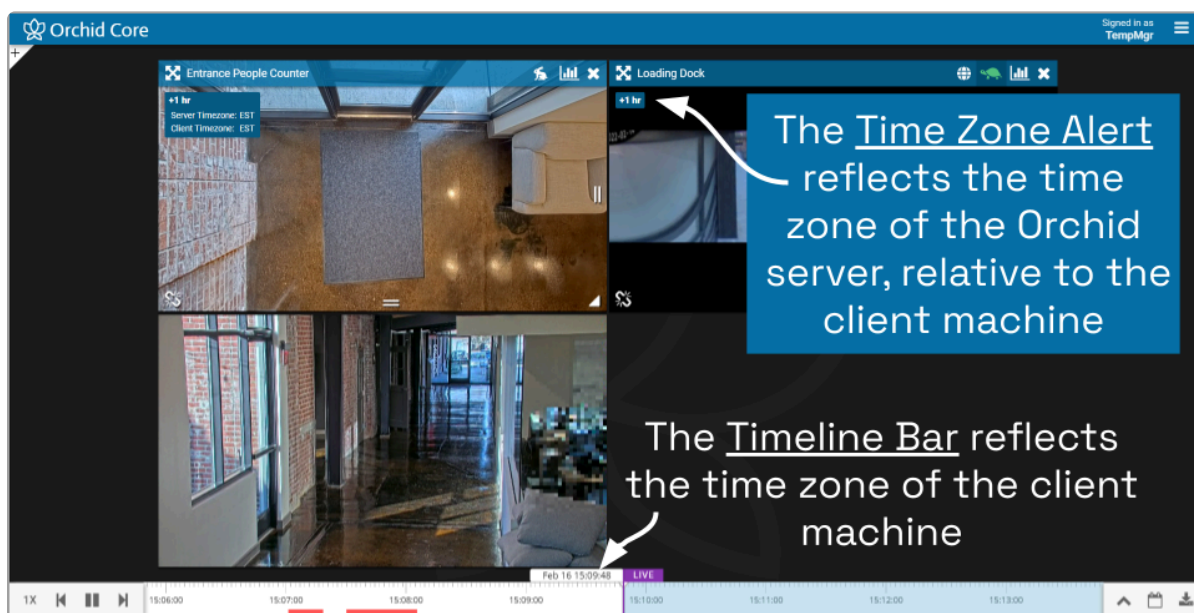 Orchid Core
Signed in as
TempMgr
+
Entrance People Counter
Loading Dock
+1 hr
Server Timezone: EST
Client Timezone: EST
+1 hr
The Time Zone Alert
reflects the time
zone of the Orchid
server, relative to the
client machine
The Timeline Bar reflects
the time zone of the client
machine
Feb 16 15:09:48
LIVE
1X
15:06:00
15:07:00
15:08:00
15:09:00
15:10:00
15:11:00
15:12:00
15:13:00